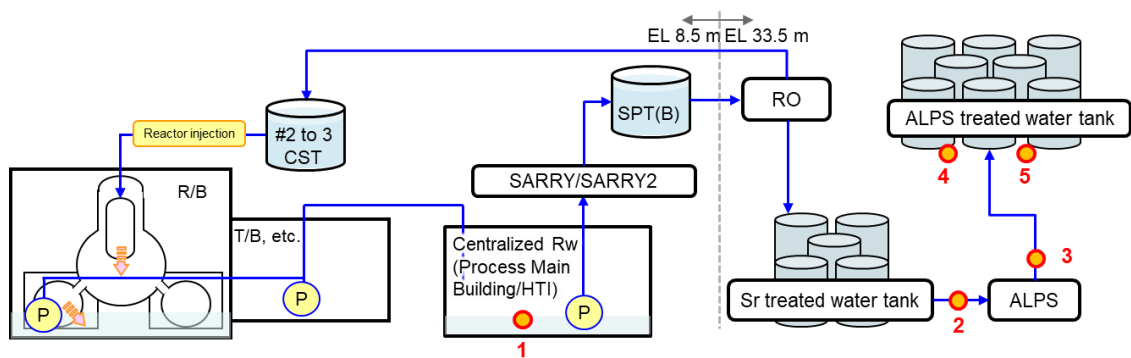 EL 8.5 m
EL 33.5 m
Reactor injection
#2 to 3
CST
SPT(B)
RO
ALPS treated water tank
4
5
R/B
SARRY/SARRY2
T/B, etc.
Centralized Rw
(Process Main
Building/HTI)
P
P
P
1
Sr treated water tank
2
ALPS
3